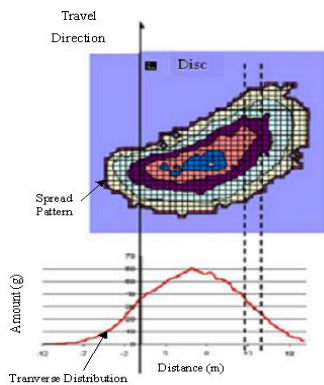 Travel
Direction
Disc
Spread
Pattern
Amount (g)
70
60
50
40
30
20
10
0
Distance (m)
Tranverse Distribution